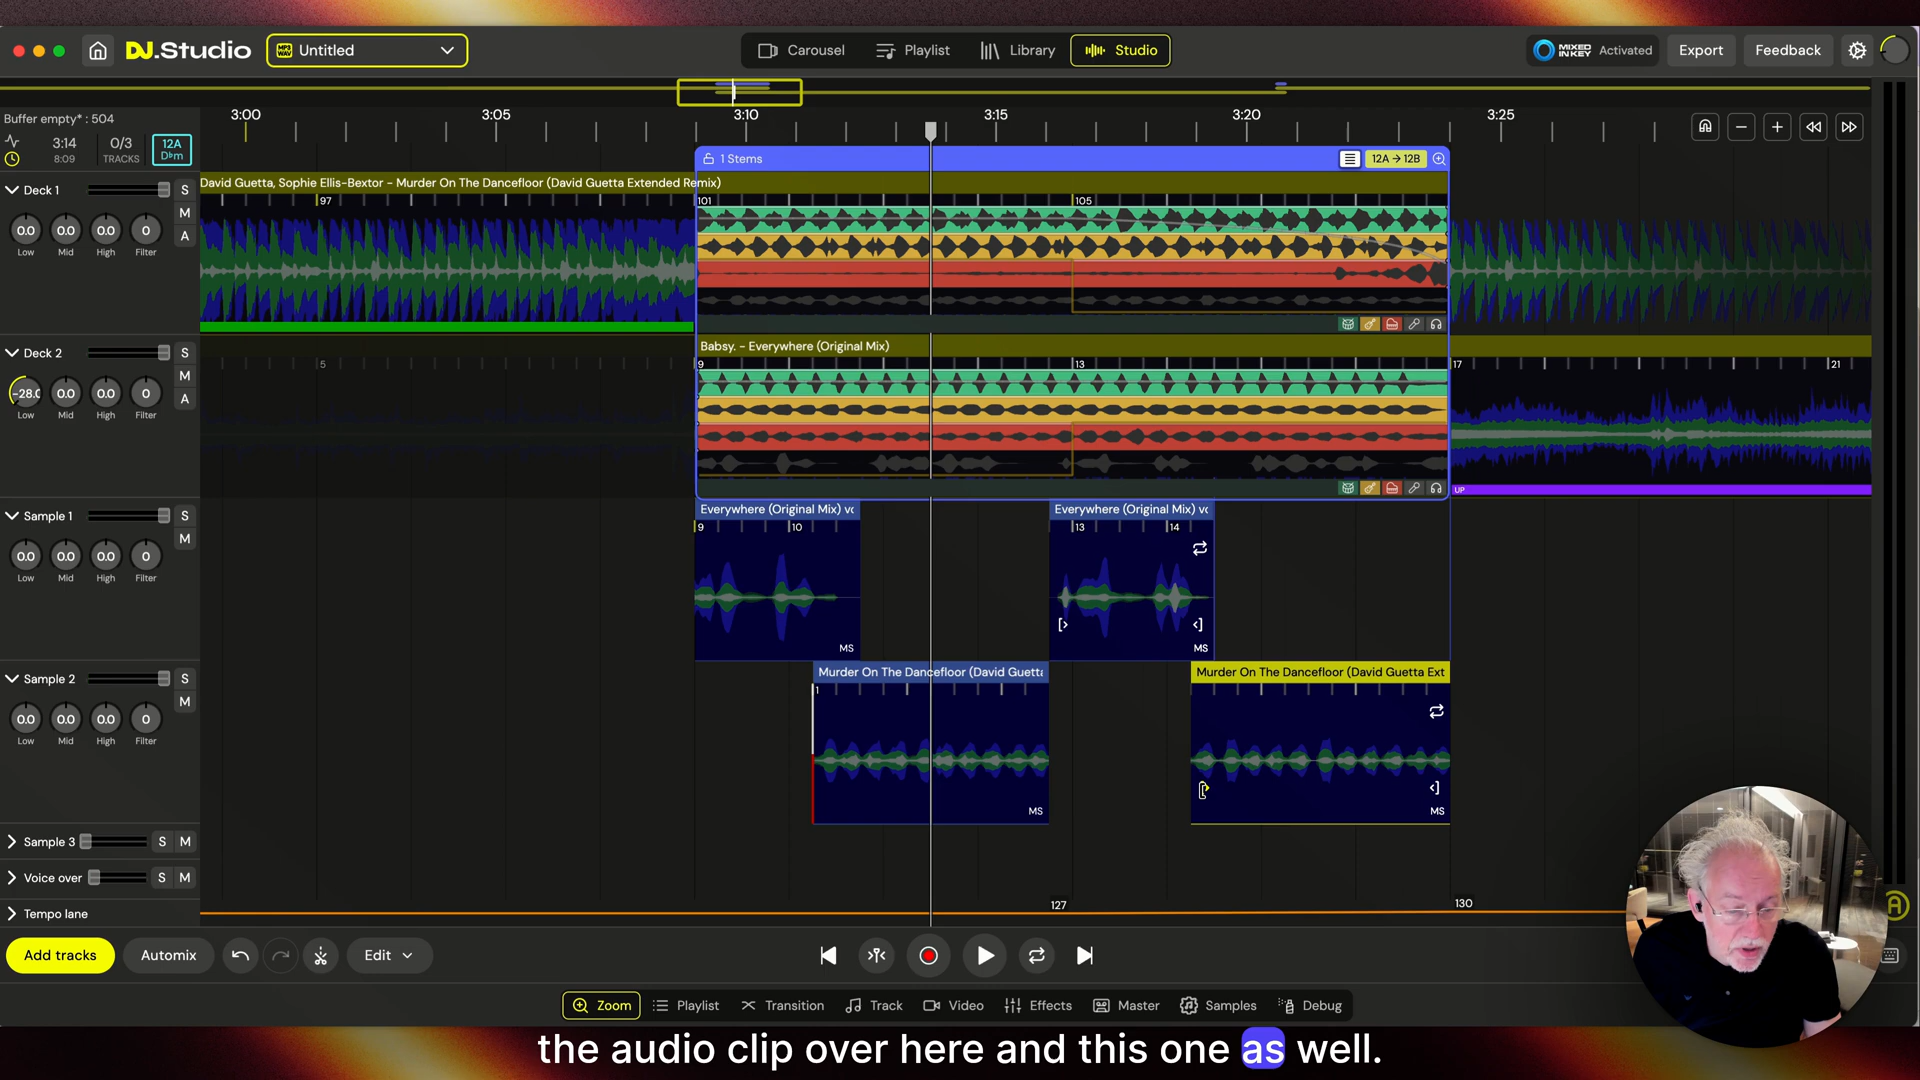 DJ.Studio
Untitled
Carousel
Playlist
Library
Studio
MIXED IN KEY Activated
Export
Feedback
Buffer empty* : 504
3:00
3:05
3:10
3:15
3:20
3:25
3:14
8:09
0/3
TRACKS
12A
D♭m
1 Stems
12A → 12B
Deck 1
S
M
A
0.0
0.0
0.0
0
Low
Mid
High
Filter
David Guetta, Sophie Ellis-Bextor - Murder On The Dancefloor (David Guetta Extended Remix)
97
101
105
Deck 2
S
M
A
-28.0
0.0
0.0
0
Low
Mid
High
Filter
Babsy. - Everywhere (Original Mix)
5
9
13
17
21
UP
Sample 1
S
M
0.0
0.0
0.0
0
Low
Mid
High
Filter
Everywhere (Original Mix) vo
9
10
MS
Everywhere (Original Mix) vo
13
14
MS
Sample 2
S
M
0.0
0.0
0.0
0
Low
Mid
High
Filter
Murder On The Dancefloor (David Guetta
1
MS
Murder On The Dancefloor (David Guetta Ext
MS
Sample 3
S
M
Voice over
S
M
Tempo lane
127
130
Add tracks
Automix
Edit
Zoom
Playlist
Transition
Track
Video
Effects
Master
Samples
Debug
the audio clip over here and this one as well.